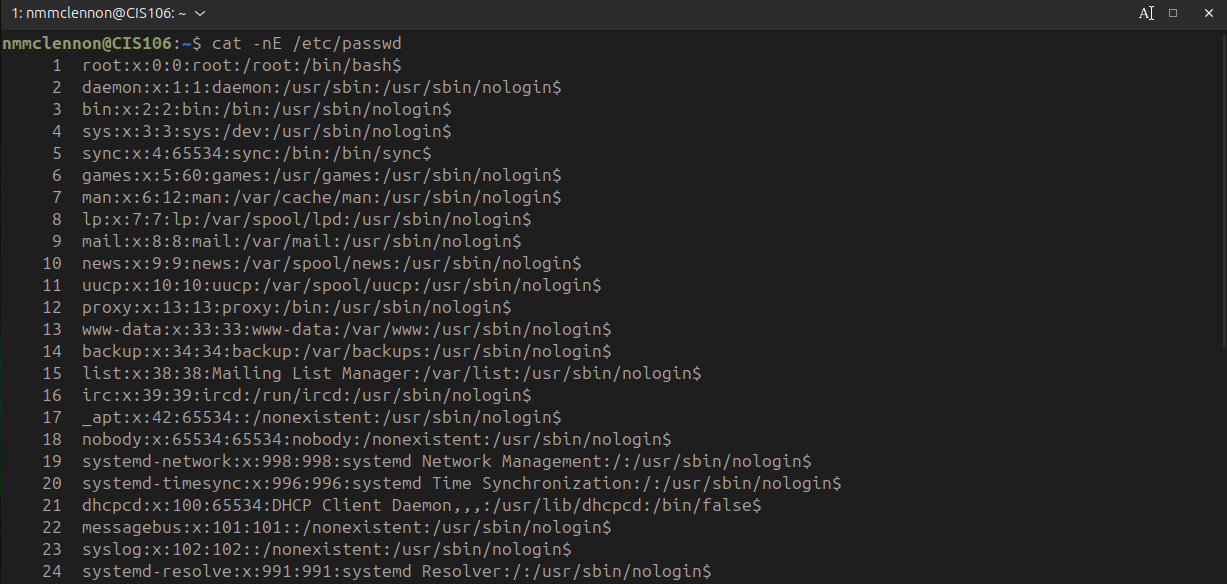 1: nmmclennon@CIS106: ~
nmmclennon@CIS106:~$ cat -nE /etc/passwd
1 root:x:0:0:root:/root:/bin/bash$
2 daemon:x:1:1:daemon:/usr/sbin:/usr/sbin/nologin$
3 bin:x:2:2:bin:/bin:/usr/sbin/nologin$
4 sys:x:3:3:sys:/dev:/usr/sbin/nologin$
5 sync:x:4:65534:sync:/bin:/bin/sync$
6 games:x:5:60:games:/usr/games:/usr/sbin/nologin$
7 man:x:6:12:man:/var/cache/man:/usr/sbin/nologin$
8 lp:x:7:7:lp:/var/spool/lpd:/usr/sbin/nologin$
9 mail:x:8:8:mail:/var/mail:/usr/sbin/nologin$
10 news:x:9:9:news:/var/spool/news:/usr/sbin/nologin$
11 uucp:x:10:10:uucp:/var/spool/uucp:/usr/sbin/nologin$
12 proxy:x:13:13:proxy:/bin:/usr/sbin/nologin$
13 www-data:x:33:33:www-data:/var/www:/usr/sbin/nologin$
14 backup:x:34:34:backup:/var/backups:/usr/sbin/nologin$
15 list:x:38:38:Mailing List Manager:/var/list:/usr/sbin/nologin$
16 irc:x:39:39:ircd:/run/ircd:/usr/sbin/nologin$
17 _apt:x:42:65534::/nonexistent:/usr/sbin/nologin$
18 nobody:x:65534:65534:nobody:/nonexistent:/usr/sbin/nologin$
19 systemd-network:x:998:998:systemd Network Management:/:/usr/sbin/nologin$
20 systemd-timesync:x:996:996:systemd Time Synchronization:/:/usr/sbin/nologin$
21 dhcpcd:x:100:65534:DHCP Client Daemon,,,:/usr/lib/dhcpcd:/bin/false$
22 messagebus:x:101:101::/nonexistent:/usr/sbin/nologin$
23 syslog:x:102:102::/nonexistent:/usr/sbin/nologin$
24 systemd-resolve:x:991:991:systemd Resolver:/:/usr/sbin/nologin$